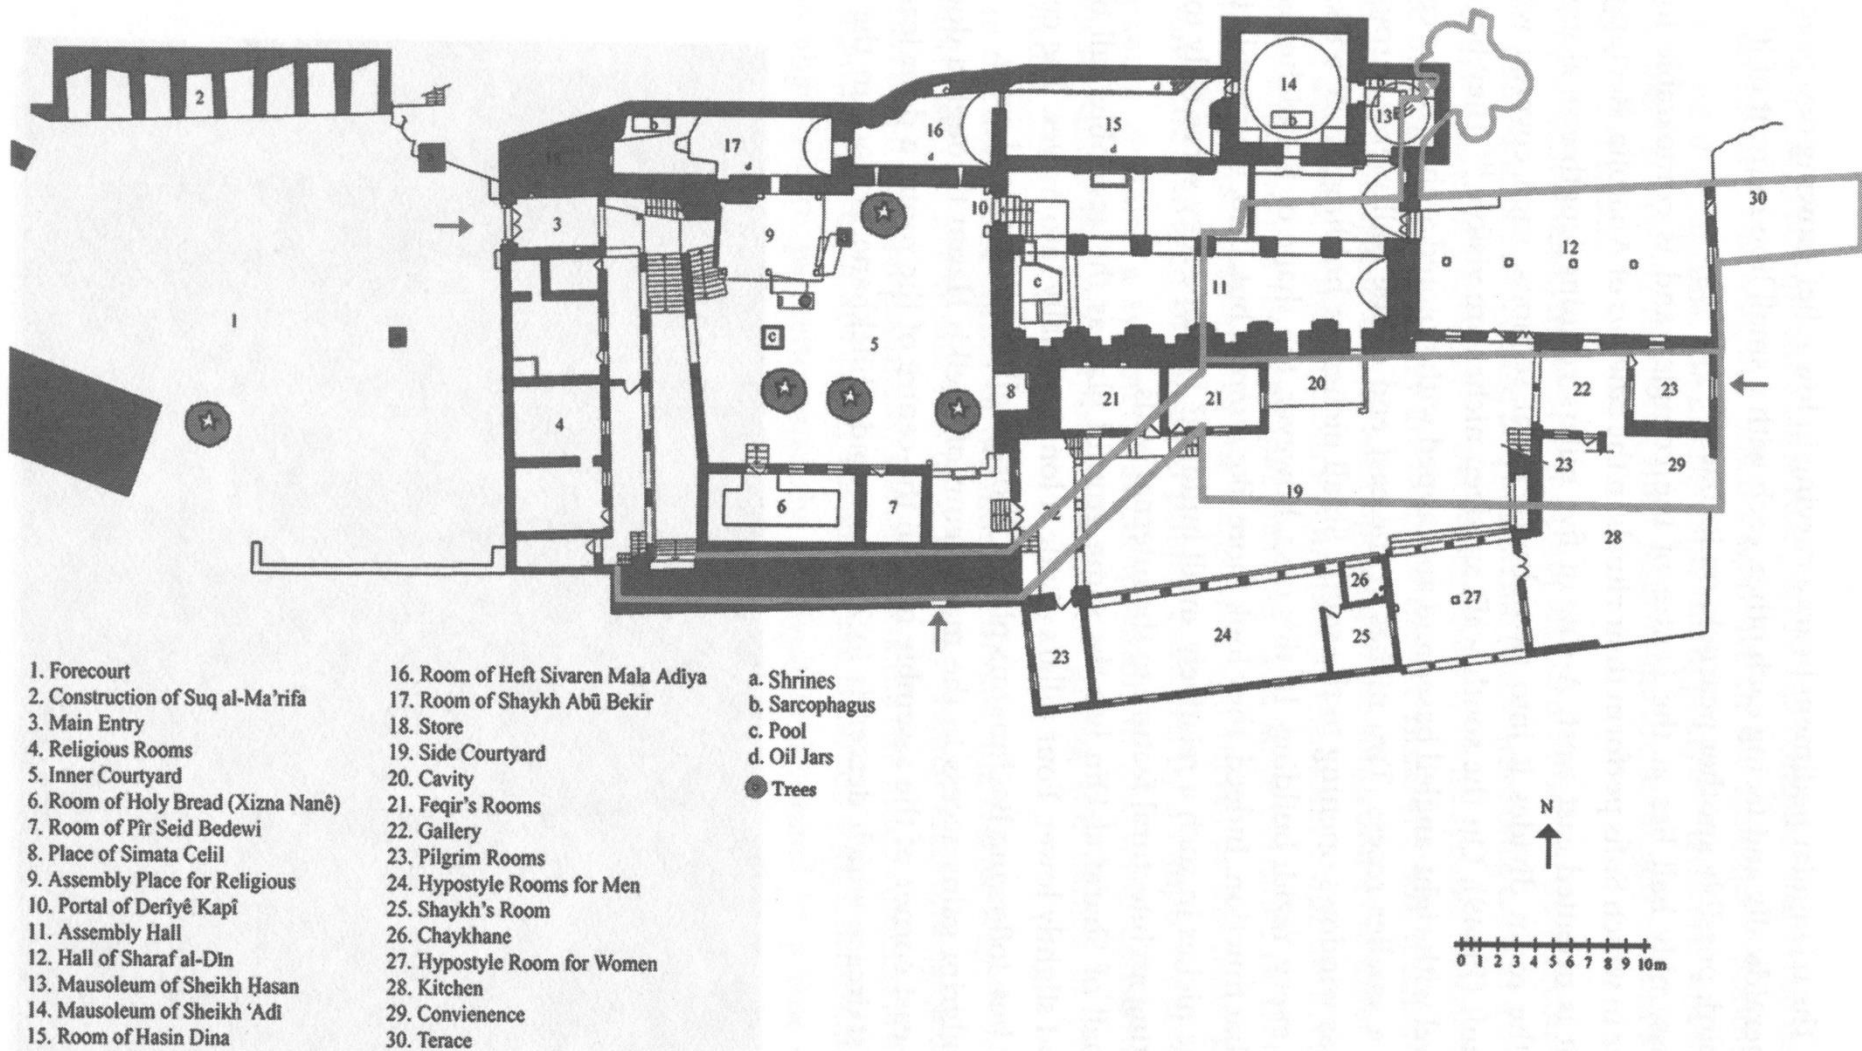 2
b
17
d
16
d
15
d
14
b
13
30
3
9
10
12
1
c
5
c
11
4
8
21
21
20
22
23
6
7
23
29
19
28
26
27
24
25
23
1. Forecourt
2. Construction of Suq al-Ma'rifa
3. Main Entry
4. Religious Rooms
5. Inner Courtyard
6. Room of Holy Bread (Xizna Nanê)
7. Room of Pîr Seid Bedewi
8. Place of Simata Celil
9. Assembly Place for Religious
10. Portal of Derîyê Kapî
11. Assembly Hall
12. Hall of Sharaf al-Dîn
13. Mausoleum of Sheikh Ḥasan
14. Mausoleum of Sheikh 'Adī
15. Room of Hasin Dina
16. Room of Heft Sivaren Mala Adiya
17. Room of Shaykh Abū Bekir
18. Store
19. Side Courtyard
20. Cavity
21. Feqir's Rooms
22. Gallery
23. Pilgrim Rooms
24. Hypostyle Rooms for Men
25. Shaykh's Room
26. Chaykhane
27. Hypostyle Room for Women
28. Kitchen
29. Convienence
30. Terace
a. Shrines
b. Sarcophagus
c. Pool
d. Oil Jars
Trees
N
0 1 2 3 4 5 6 7 8 9 10m